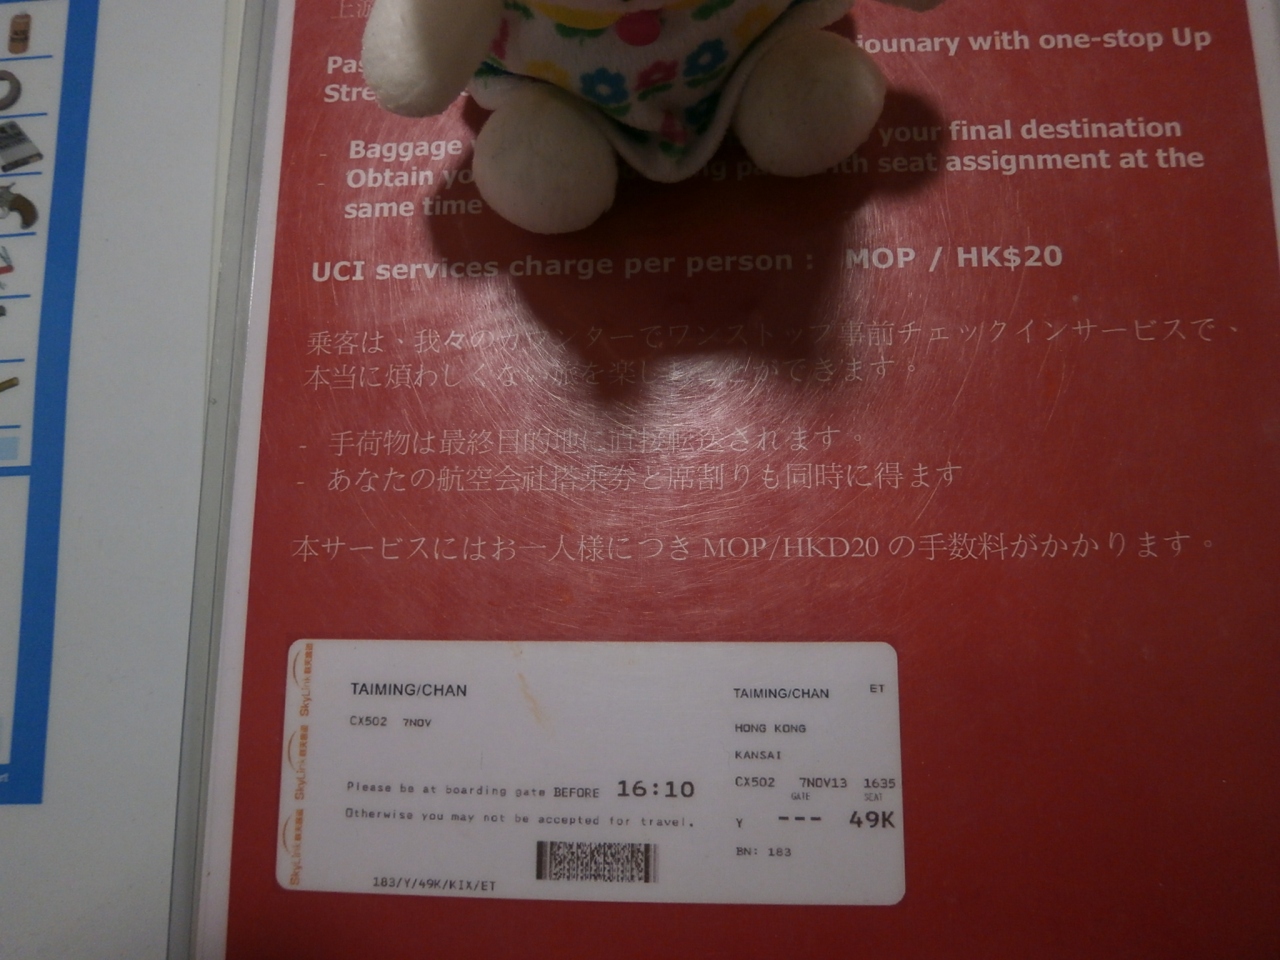 iounary with one-stop Up
Baggage your final destination
Obtain seat assignment at the
same time
UCI services charge per person : MOP / HK$20
乗客は、我々のカウンターでワンストップ事前チェックインサービスで、
本当に煩わしくない旅を楽しむことができます。
- 手荷物は最終目的地に直接転送されます。
- あなたの航空会社搭乗券と席割りも同時に得ます
本サービスにはお一人様につき MOP/HKD20 の手数料がかかります。
TAIMING/CHAN
CX502 7NOV
Please be at boarding gate BEFORE 16:10
Otherwise you may not be accepted for travel.
183/Y/49K/KIX/ET
TAIMING/CHAN ET
HONG KONG
KANSAI
CX502 7NOV13 1635
GATE SEAT
Y --- 49K
BN: 183
SkyLink
SkyLink
SkyLink